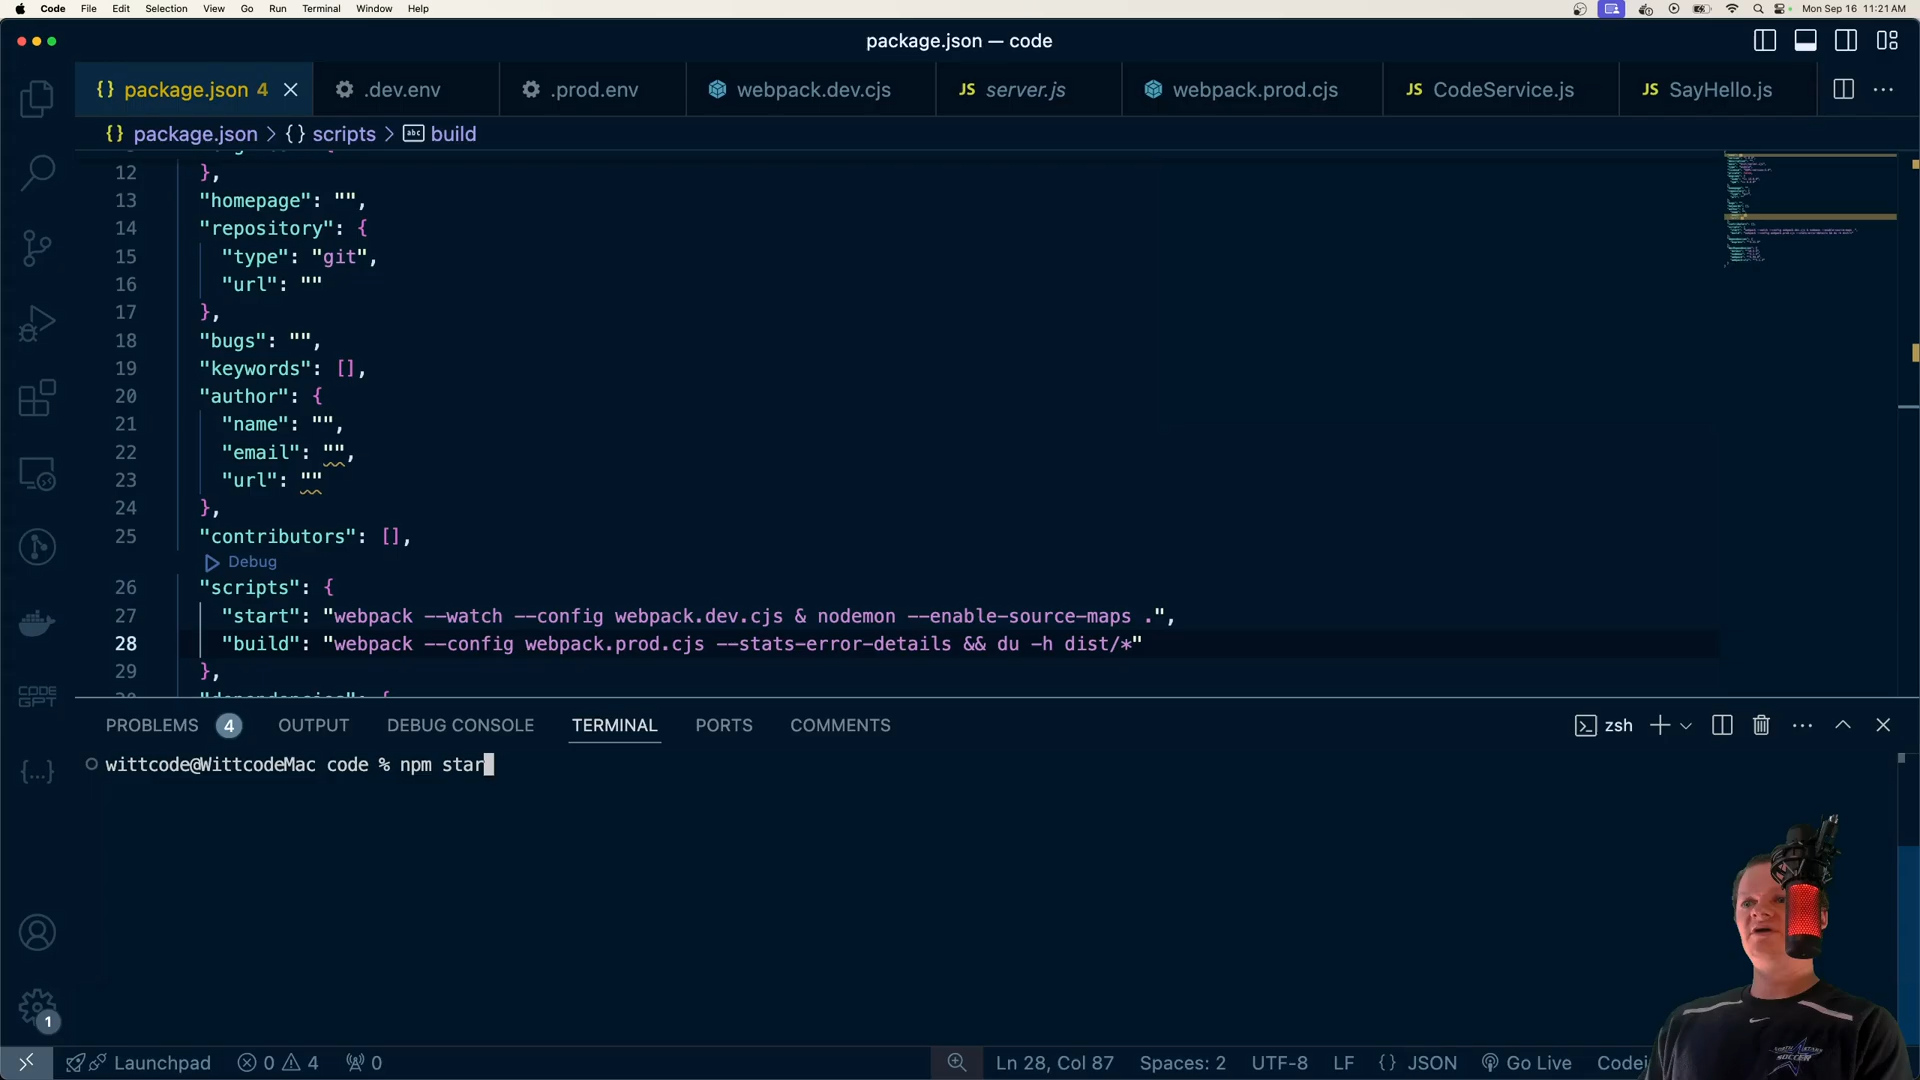 Code File Edit Selection View Go Run Terminal Window Help Mon Sep 16 11:21 AM
package.json — code
package.json 4 .dev.env .prod.env webpack.dev.cjs JS server.js webpack.prod.cjs JS CodeService.js JS SayHello.js
{} package.json > {} scripts > abc build
12 },
13 "homepage": "",
14 "repository": {
15 "type": "git",
16 "url": ""
17 },
18 "bugs": "",
19 "keywords": [],
20 "author": {
21 "name": "",
22 "email": "",
23 "url": ""
24 },
25 "contributors": [],
Debug
26 "scripts": {
27 "start": "webpack --watch --config webpack.dev.cjs & nodemon --enable-source-maps .",
28 "build": "webpack --config webpack.prod.cjs --stats-error-details && du -h dist/*"
29 },
PROBLEMS 4 OUTPUT DEBUG CONSOLE TERMINAL PORTS COMMENTS zsh
wittcode@WittcodeMac code % npm star
CODE
GPT
{...}
1
Launchpad 0 4 0 Ln 28, Col 87 Spaces: 2 UTF-8 LF {} JSON Go Live Codei